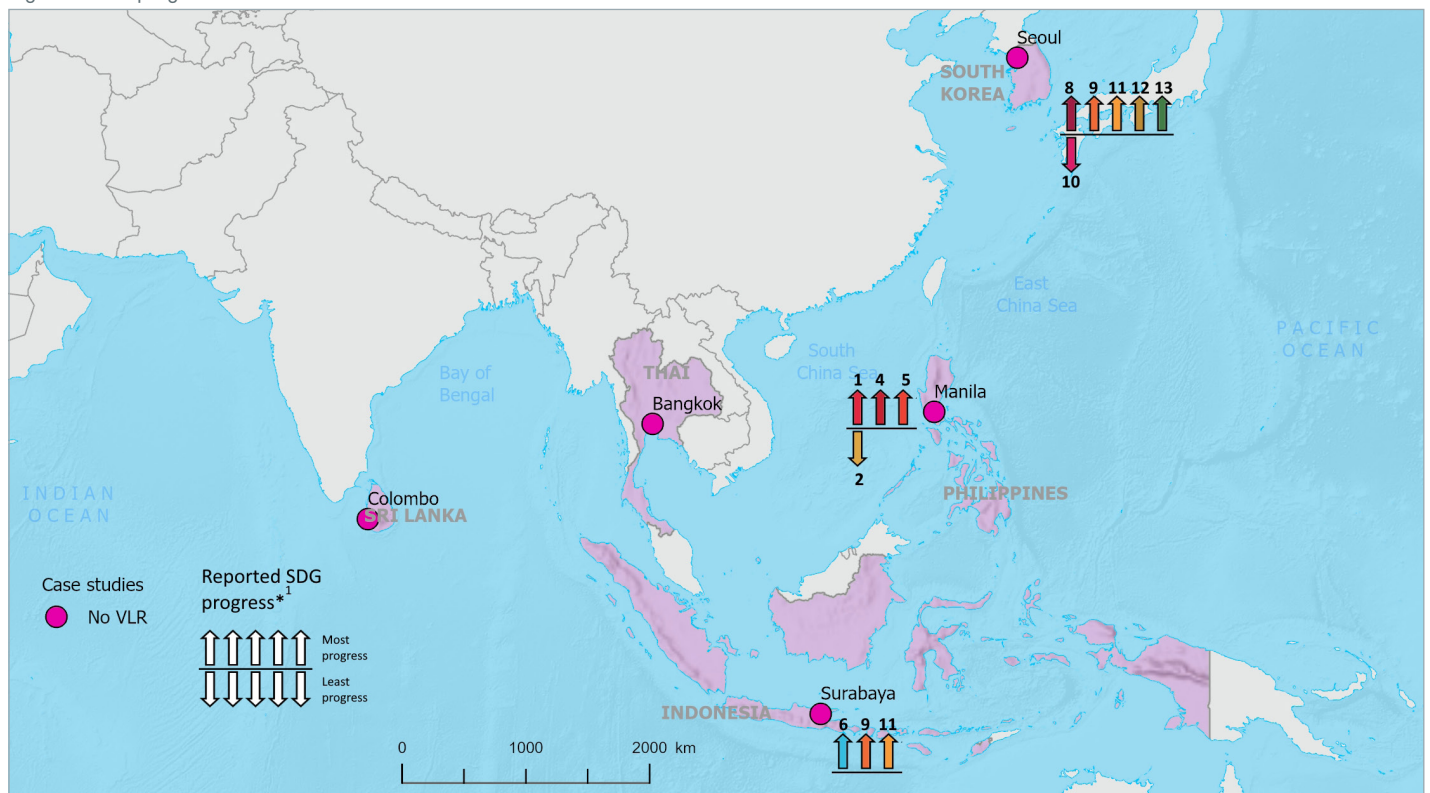 Seoul
SOUTH
KOREA
8 9 11 12 13
10
East
China Sea
PACIFIC
OCEAN
South
China Sea
THAI
Bay of
Bengal
1 4 5
Manila
Bangkok
2
INDIAN
OCEAN
Colombo
SRI LANKA
PHILIPPINES
Case studies
No VLR
Reported SDG
progress*1
Most
progress
Least
progress
Surabaya
INDONESIA
6 9 11
0 1000 2000 km